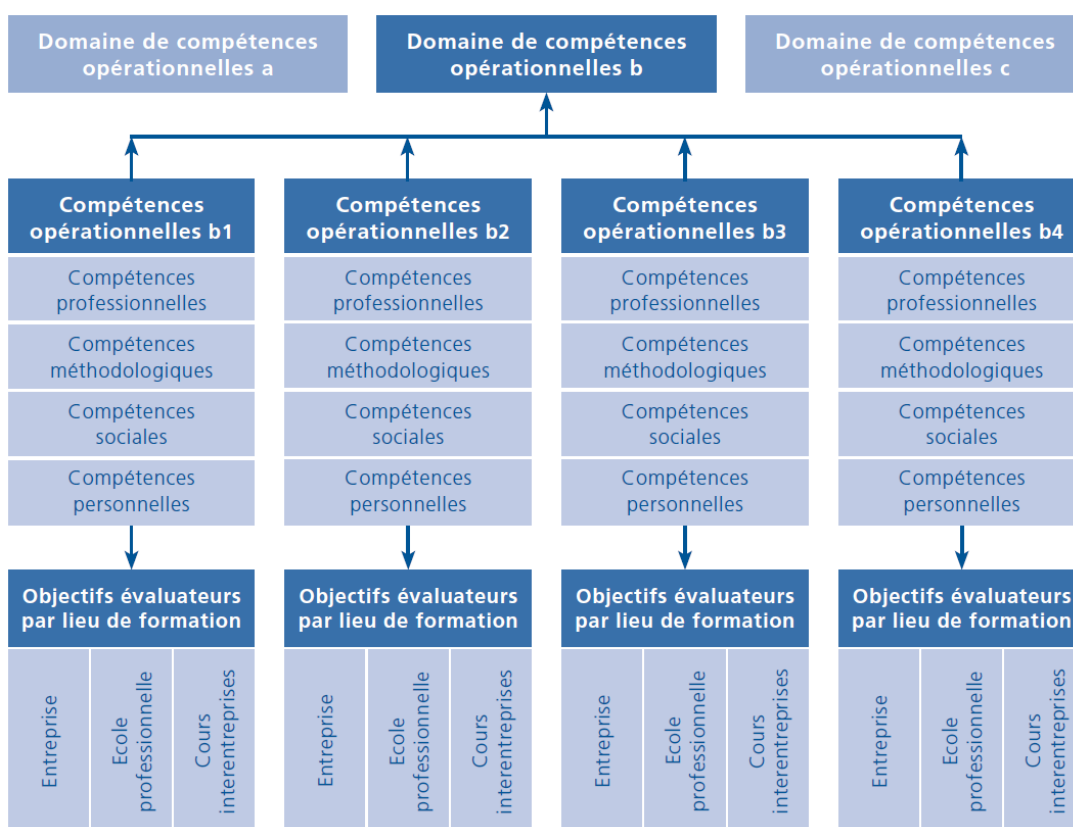 Domaine de compétences
opérationnelles a
Domaine de compétences
opérationnelles b
Domaine de compétences
opérationnelles c
Compétences
opérationnelles b1
Compétences
professionnelles
Compétences
méthodologiques
Compétences
sociales
Compétences
personnelles
Objectifs évaluateurs
par lieu de formation
Entreprise
Ecole
professionnelle
Cours
interentreprises
Compétences
opérationnelles b2
Compétences
professionnelles
Compétences
méthodologiques
Compétences
sociales
Compétences
personnelles
Objectifs évaluateurs
par lieu de formation
Entreprise
Ecole
professionnelle
Cours
interentreprises
Compétences
opérationnelles b3
Compétences
professionnelles
Compétences
méthodologiques
Compétences
sociales
Compétences
personnelles
Objectifs évaluateurs
par lieu de formation
Entreprise
Ecole
professionnelle
Cours
interentreprises
Compétences
opérationnelles b4
Compétences
professionnelles
Compétences
méthodologiques
Compétences
sociales
Compétences
personnelles
Objectifs évaluateurs
par lieu de formation
Entreprise
Ecole
professionnelle
Cours
interentreprises